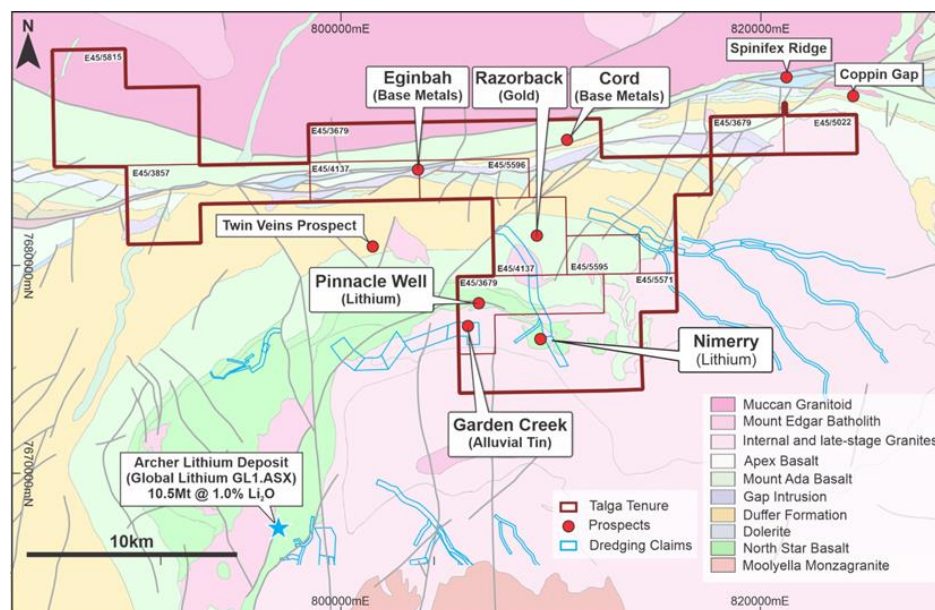 N
800000mE
820000mE
Spinifex Ridge
Coppin Gap
E45/5815
Eginbah
(Base Metals)
Razorback
(Gold)
Cord
(Base Metals)
E45/3679
E45/3679
E45/5022
E45/3857
E45/4137
E45/5596
Twin Veins Prospect
7680000mN
E45/4137
E45/5595
E45/5571
Pinnacle Well
(Lithium)
E45/3679
Nimerry
(Lithium)
Garden Creek
(Alluvial Tin)
7670000mN
Archer Lithium Deposit
(Global Lithium GL1.ASX)
10.5Mt @ 1.0% Li₂O
10km
Talga Tenure
Prospects
Dredging Claims
Muccan Granitoid
Mount Edgar Batholith
Internal and late-stage Granites
Apex Basalt
Mount Ada Basalt
Gap Intrusion
Duffer Formation
Dolerite
North Star Basalt
Moolyella Monzagranite
800000mE
820000mE